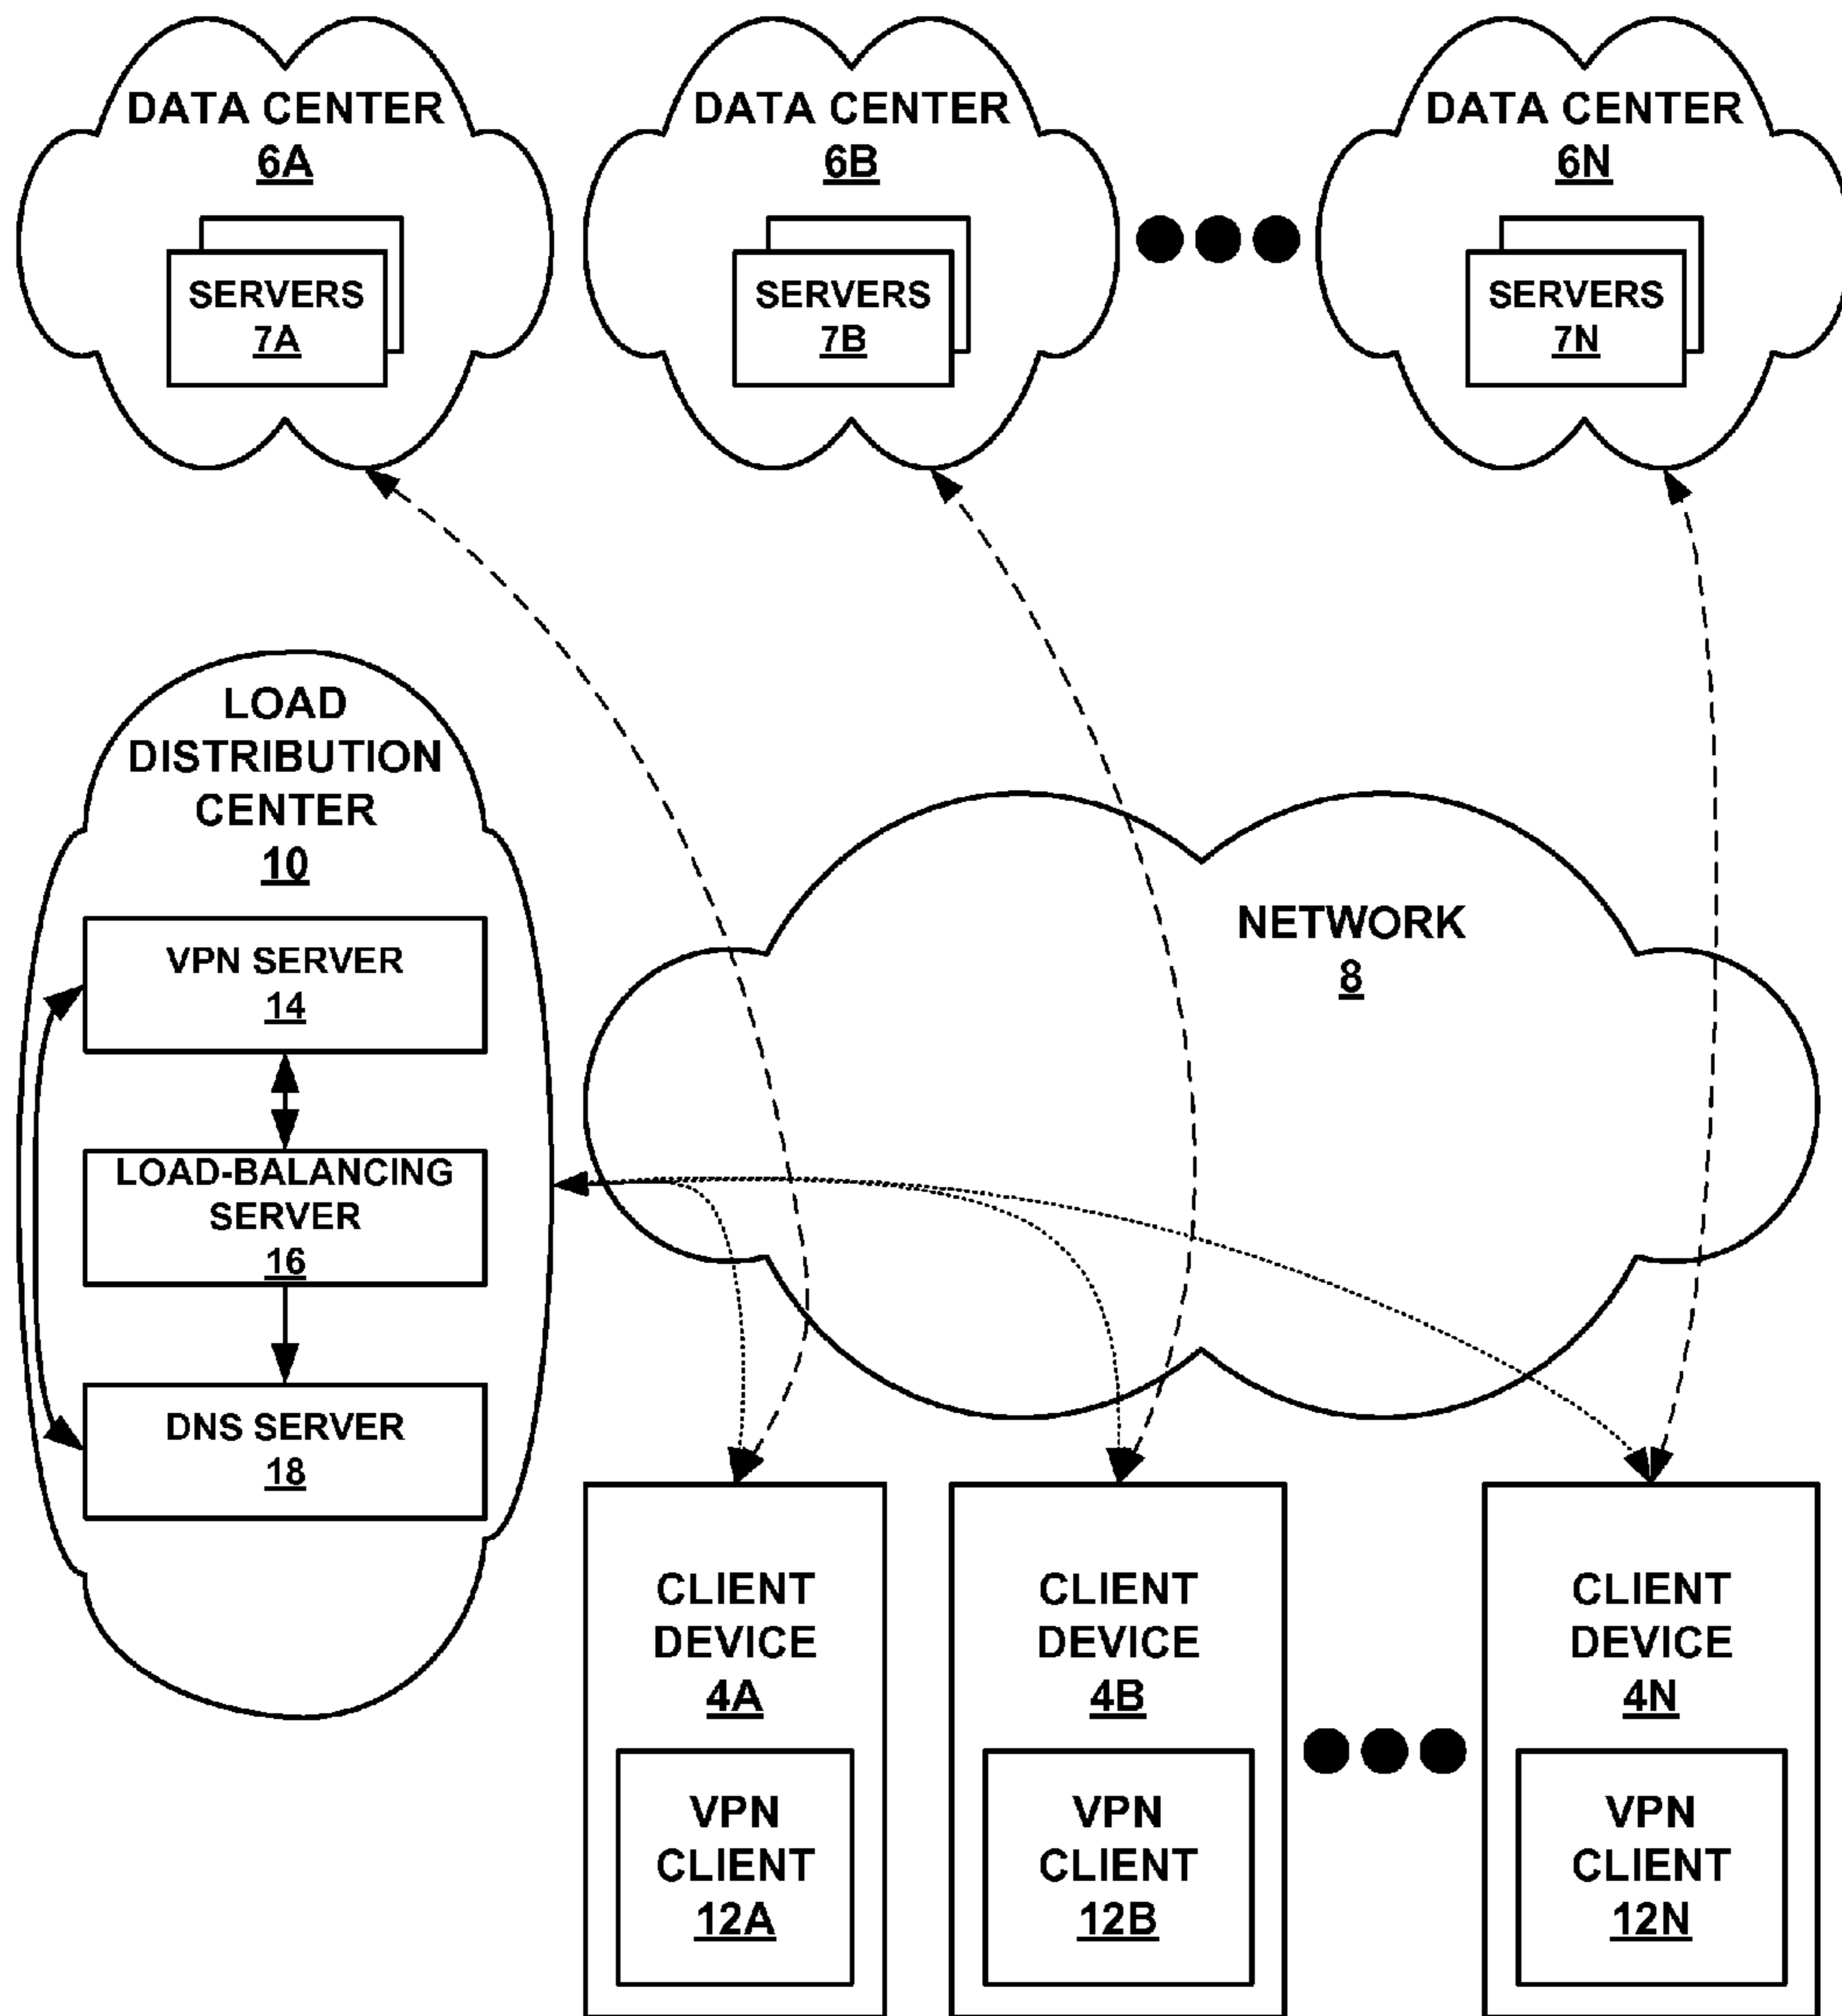 DATA CENTER
6A
SERVERS
7A
DATA CENTER
6B
SERVERS
7B
DATA CENTER
6N
SERVERS
7N
LOAD
DISTRIBUTION
CENTER
10
VPN SERVER
14
LOAD-BALANCING
SERVER
16
DNS SERVER
18
NETWORK
8
CLIENT
DEVICE
4A
VPN
CLIENT
12A
CLIENT
DEVICE
4B
VPN
CLIENT
12B
CLIENT
DEVICE
4N
VPN
CLIENT
12N